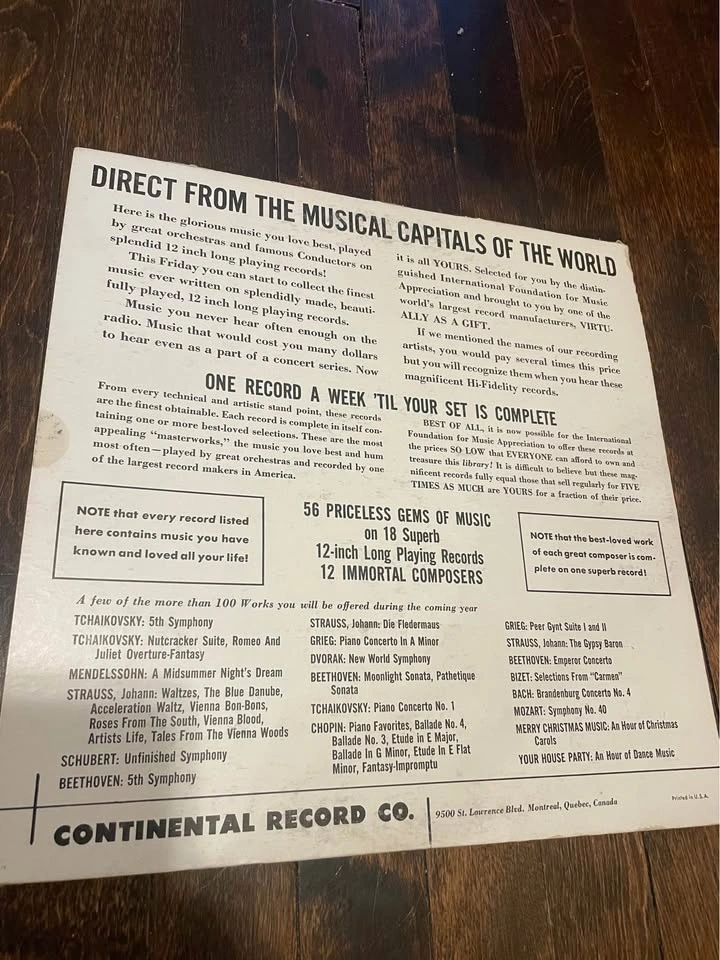 DIRECT FROM THE MUSICAL CAPITALS OF THE WORLD
Here is the glorious music you love best, played
by great orchestras and famous Conductors on
splendid 12 inch long playing records!
This Friday you can start to collect the finest
music ever written on splendidly made, beauti-
fully played, 12 inch long playing records.
Music you never hear often enough on the
radio. Music that would cost you many dollars
to hear even as a part of a concert series. Now
it is all YOURS. Selected for you by the distin-
guished International Foundation for Music
Appreciation and brought to you by one of the
world's largest record manufacturers, VIRTU-
ALLY AS A GIFT.
If we mentioned the names of our recording
artists, you would pay several times this price
but you will recognize them when you hear these
magnificent Hi-Fidelity records.
ONE RECORD A WEEK 'TIL YOUR SET IS COMPLETE
From every technical and artistic stand point, these records
are the finest obtainable. Each record is complete in itself con-
taining one or more best-loved selections. These are the most
appealing "masterworks," the music you love best and hum
most often—played by great orchestras and recorded by one
of the largest record makers in America.
BEST OF ALL, it is now possible for the International
Foundation for Music Appreciation to offer these records at
the prices SO LOW that EVERYONE can afford to own and
treasure this library! It is difficult to believe but these mag-
nificent records fully equal those that sell regularly for FIVE
TIMES AS MUCH are YOURS for a fraction of their price.
NOTE that every record listed
here contains music you have
known and loved all your life!
56 PRICELESS GEMS OF MUSIC
on 18 Superb
12-inch Long Playing Records
12 IMMORTAL COMPOSERS
NOTE that the best-loved work
of each great composer is com-
plete on one superb record!
A few of the more than 100 Works you will be offered during the coming year
TCHAIKOVSKY: 5th Symphony
TCHAIKOVSKY: Nutcracker Suite, Romeo And
Juliet Overture-Fantasy
MENDELSSOHN: A Midsummer Night's Dream
STRAUSS, Johann: Waltzes, The Blue Danube,
Acceleration Waltz, Vienna Bon-Bons,
Roses From The South, Vienna Blood,
Artists Life, Tales From The Vienna Woods
SCHUBERT: Unfinished Symphony
BEETHOVEN: 5th Symphony
STRAUSS, Johann: Die Fledermaus
GRIEG: Piano Concerto In A Minor
DVORAK: New World Symphony
BEETHOVEN: Moonlight Sonata, Pathetique
Sonata
TCHAIKOVSKY: Piano Concerto No. 1
CHOPIN: Piano Favorites, Ballade No. 4,
Ballade No. 3, Etude in E Major,
Ballade In G Minor, Etude In E Flat
Minor, Fantasy-Impromptu
GRIEG: Peer Gynt Suite I and II
STRAUSS, Johann: The Gypsy Baron
BEETHOVEN: Emperor Concerto
BIZET: Selections From "Carmen"
BACH: Brandenburg Concerto No. 4
MOZART: Symphony No. 40
MERRY CHRISTMAS MUSIC: An Hour of Christmas
Carols
YOUR HOUSE PARTY: An Hour of Dance Music
CONTINENTAL RECORD CO.
9500 St. Lawrence Blvd. Montreal, Quebec, Canada
Printed in U.S.A.